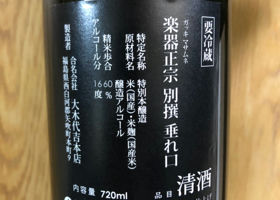 要冷蔵
ガッキマサムネ
楽器正宗 別撰 垂れ口
特定名称 特別本醸造
原材料名 米(国産)・米麹(国産米)
醸造アルコール
精米歩合 60%
アルコール分 16度
製造者 合名会社 大木代吉本店
福島県西白河郡矢吹町本町9
内容量 720ml
品目 清酒